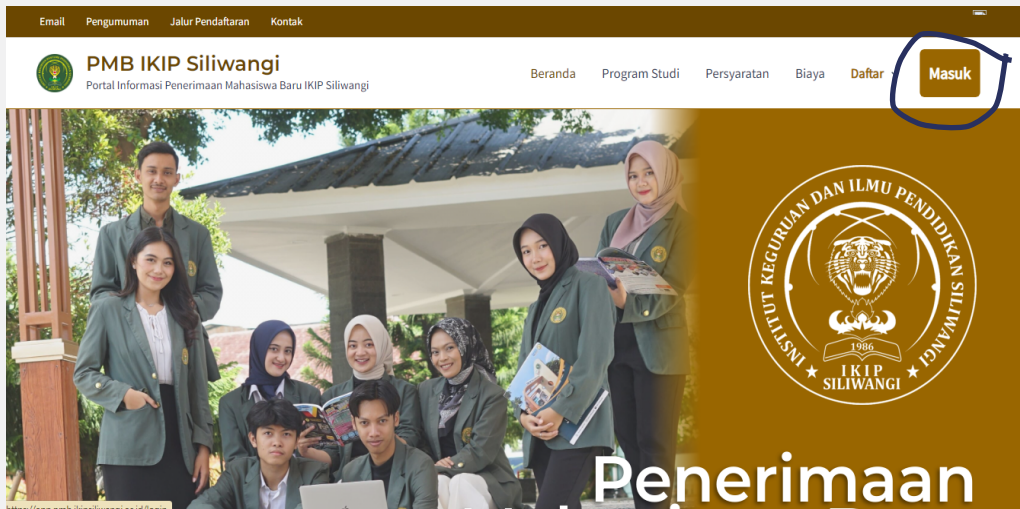 Email Pengumuman Jalur Pendaftaran Kontak
PMB IKIP Siliwangi
Portal Informasi Penerimaan Mahasiswa Baru IKIP Siliwangi
Beranda Program Studi Persyaratan Biaya Daftar Masuk
INSTITUT KEGURUAN DAN ILMU PENDIDIKAN SILIWANGI
1986
IKIP
SILIWANGI
Penerimaan